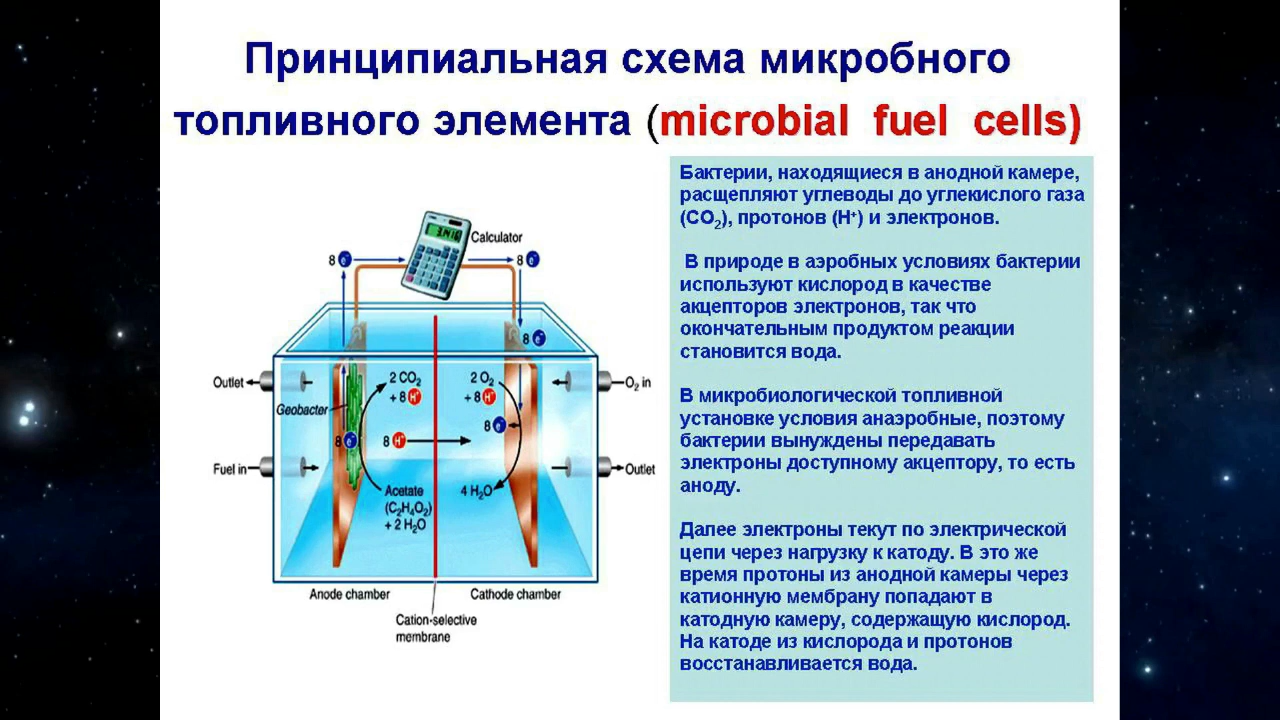 Принципиальная схема микробного
топливного элемента (microbial fuel cells)
Бактерии, находящиеся в анодной камере,
расщепляют углеводы до углекислого газа
(CO₂), протонов (H⁺) и электронов.
В природе в аэробных условиях бактерии
используют кислород в качестве
акцепторов электронов, так что
окончательным продуктом реакции
становится вода.
В микробиологической топливной
установке условия анаэробные, поэтому
бактерии вынуждены передавать
электроны доступному акцептору, то есть
аноду.
Далее электроны текут по электрической
цепи через нагрузку к катоду. В это же
время протоны из анодной камеры через
катионную мембрану попадают в
катодную камеру, содержащую кислород.
На катоде из кислорода и протонов
восстанавливается вода.
3.1416
Calculator
8 e⁻
8 e⁻
8 e⁻
Outlet
2 CO₂
+ 8 H⁺
2 O₂
+ 8 H⁺
O₂ in
Geobacter
8 e⁻
8 e⁻
8 H⁺
Fuel in
Outlet
Acetate
(C₂H₄O₂)
+ 2 H₂O
4 H₂O
Anode chamber
Cathode chamber
Cation-selective
membrane